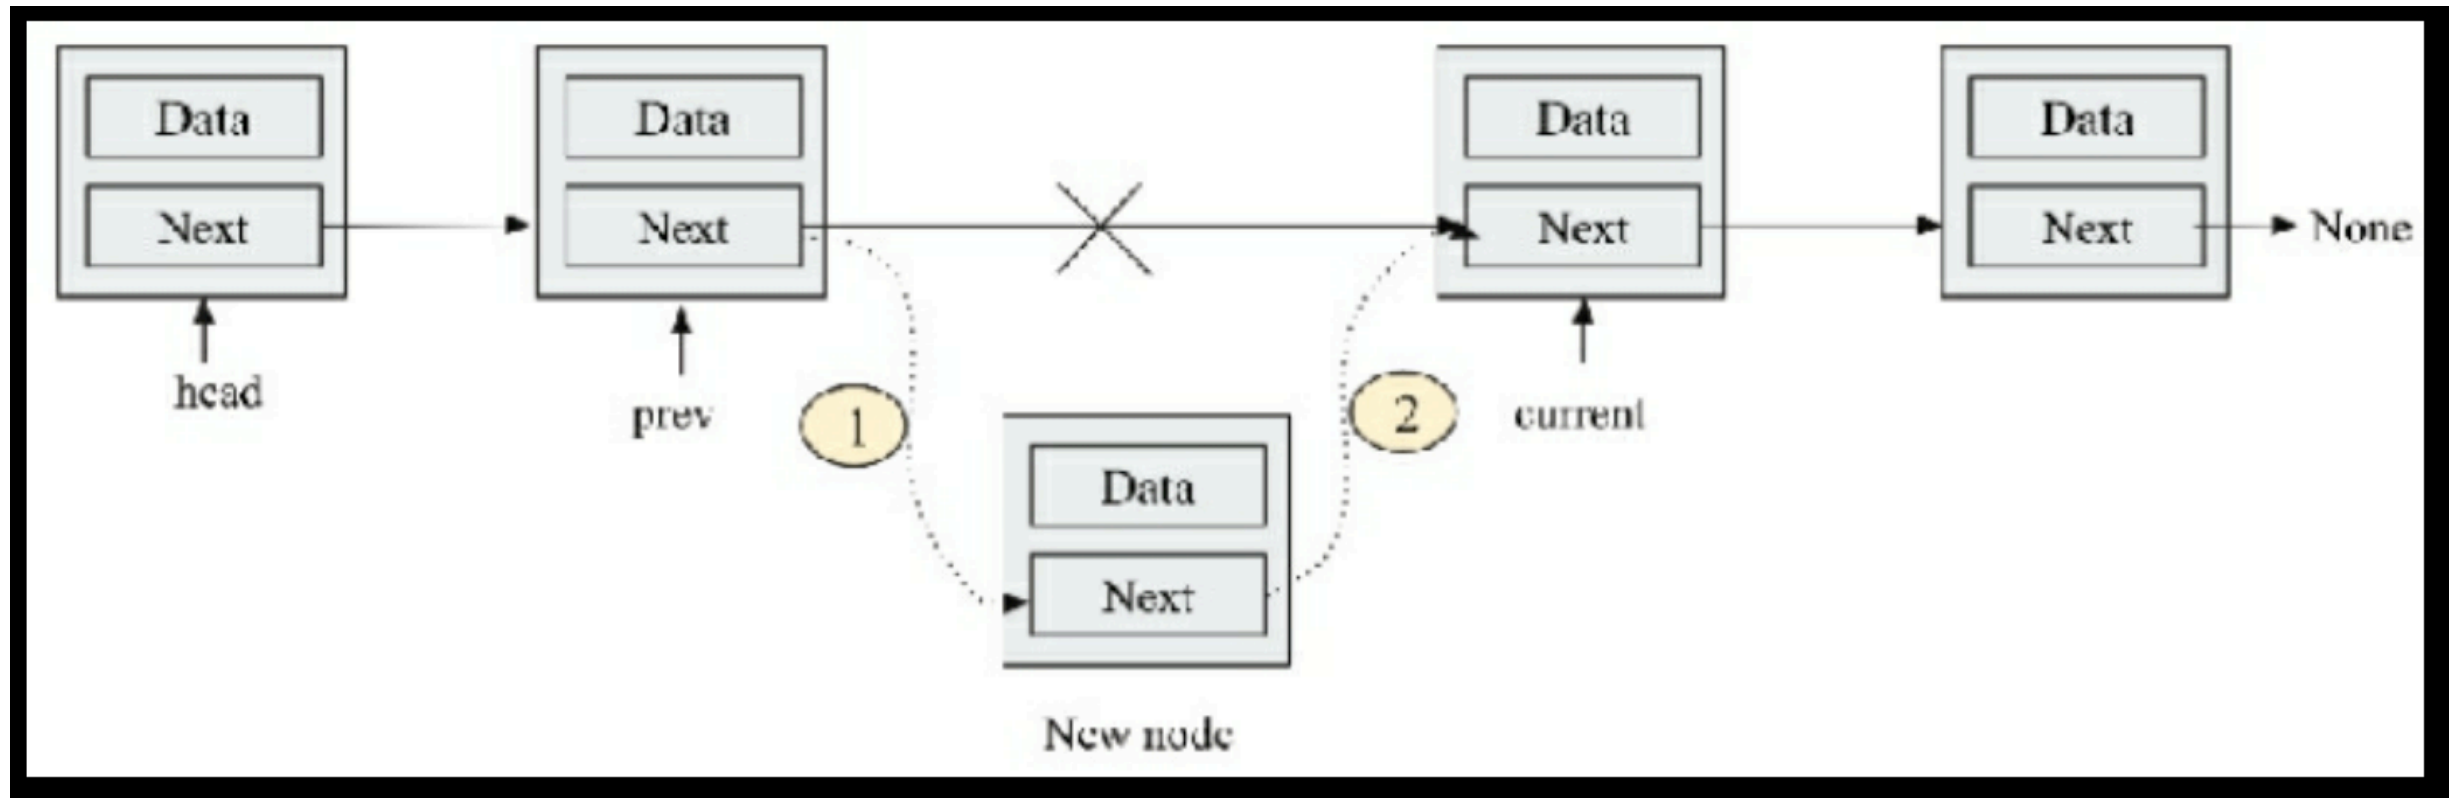 Data
Next
head
Data
Next
prev
1
Data
Next
New node
2
Data
Next
current
Data
Next
None